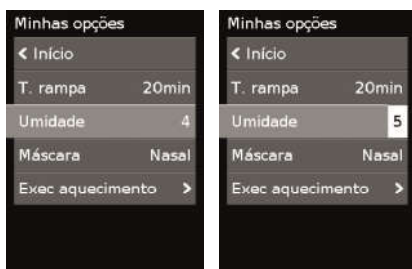 Minhas opções
< Início
T. rampa 20min
Umidade 4
Máscara Nasal
Exec aquecimento >
Minhas opções
< Início
T. rampa 20min
Umidade 5
Máscara Nasal
Exec aquecimento >